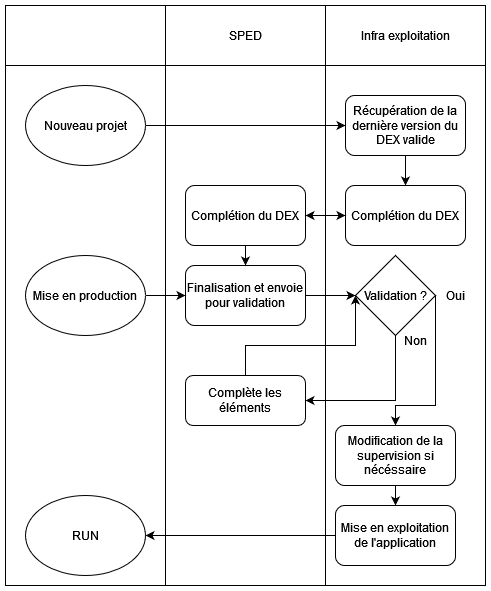 SPED
Infra exploitation
Nouveau projet
Récupération de la
dernière version du
DEX valide
Complétion du DEX
Complétion du DEX
Mise en production
Finalisation et envoie
pour validation
Validation ?
Oui
Non
Complète les
éléments
Modification de la
supervision si
nécéssaire
RUN
Mise en exploitation
de l'application